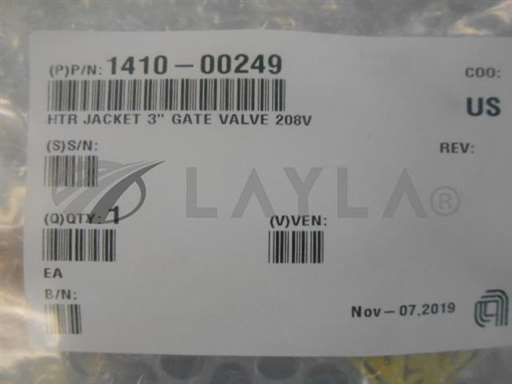 (P)P/N: 1410-00249
COO:
HTR JACKET 3" GATE VALVE 208V
US
(S)S/N:
REV:
LAYLA®
(Q)QTY: 1
(V)VEN:
EA
B/N:
Nov-07.2019